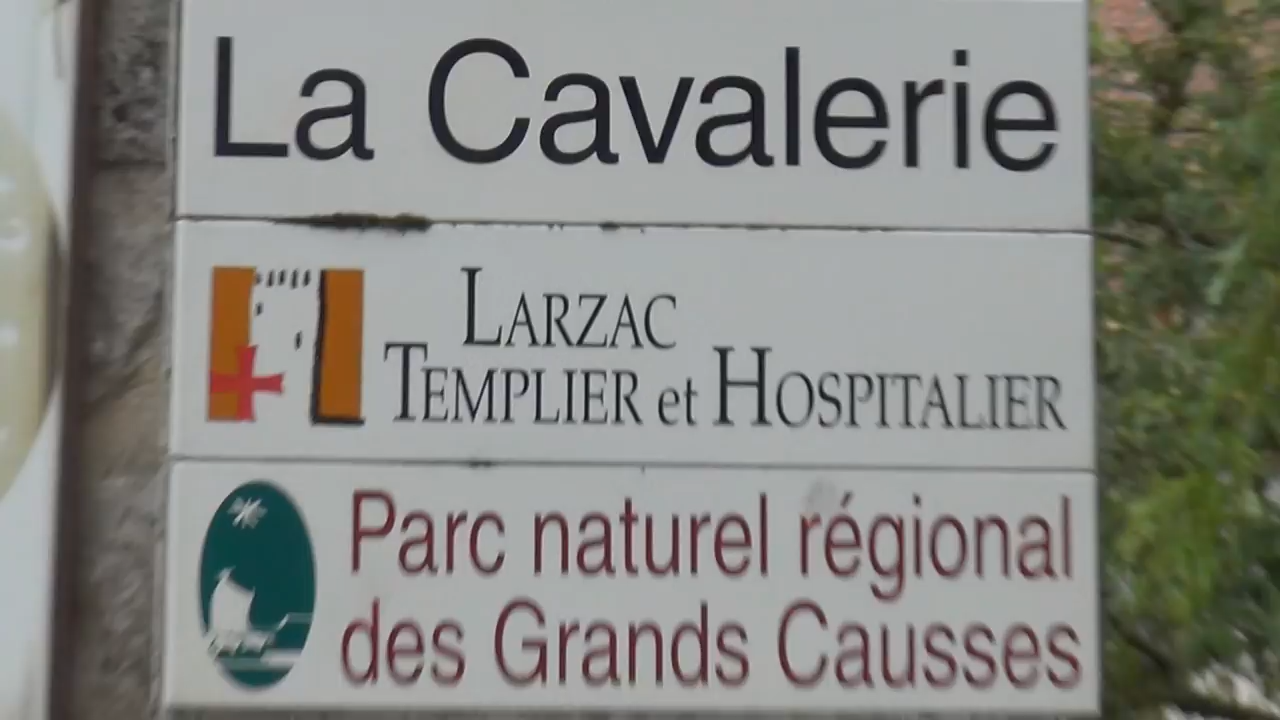 La Cavalerie
LARZAC
TEMPLIER et HOSPITALIER
Parc naturel régional
des Grands Causses